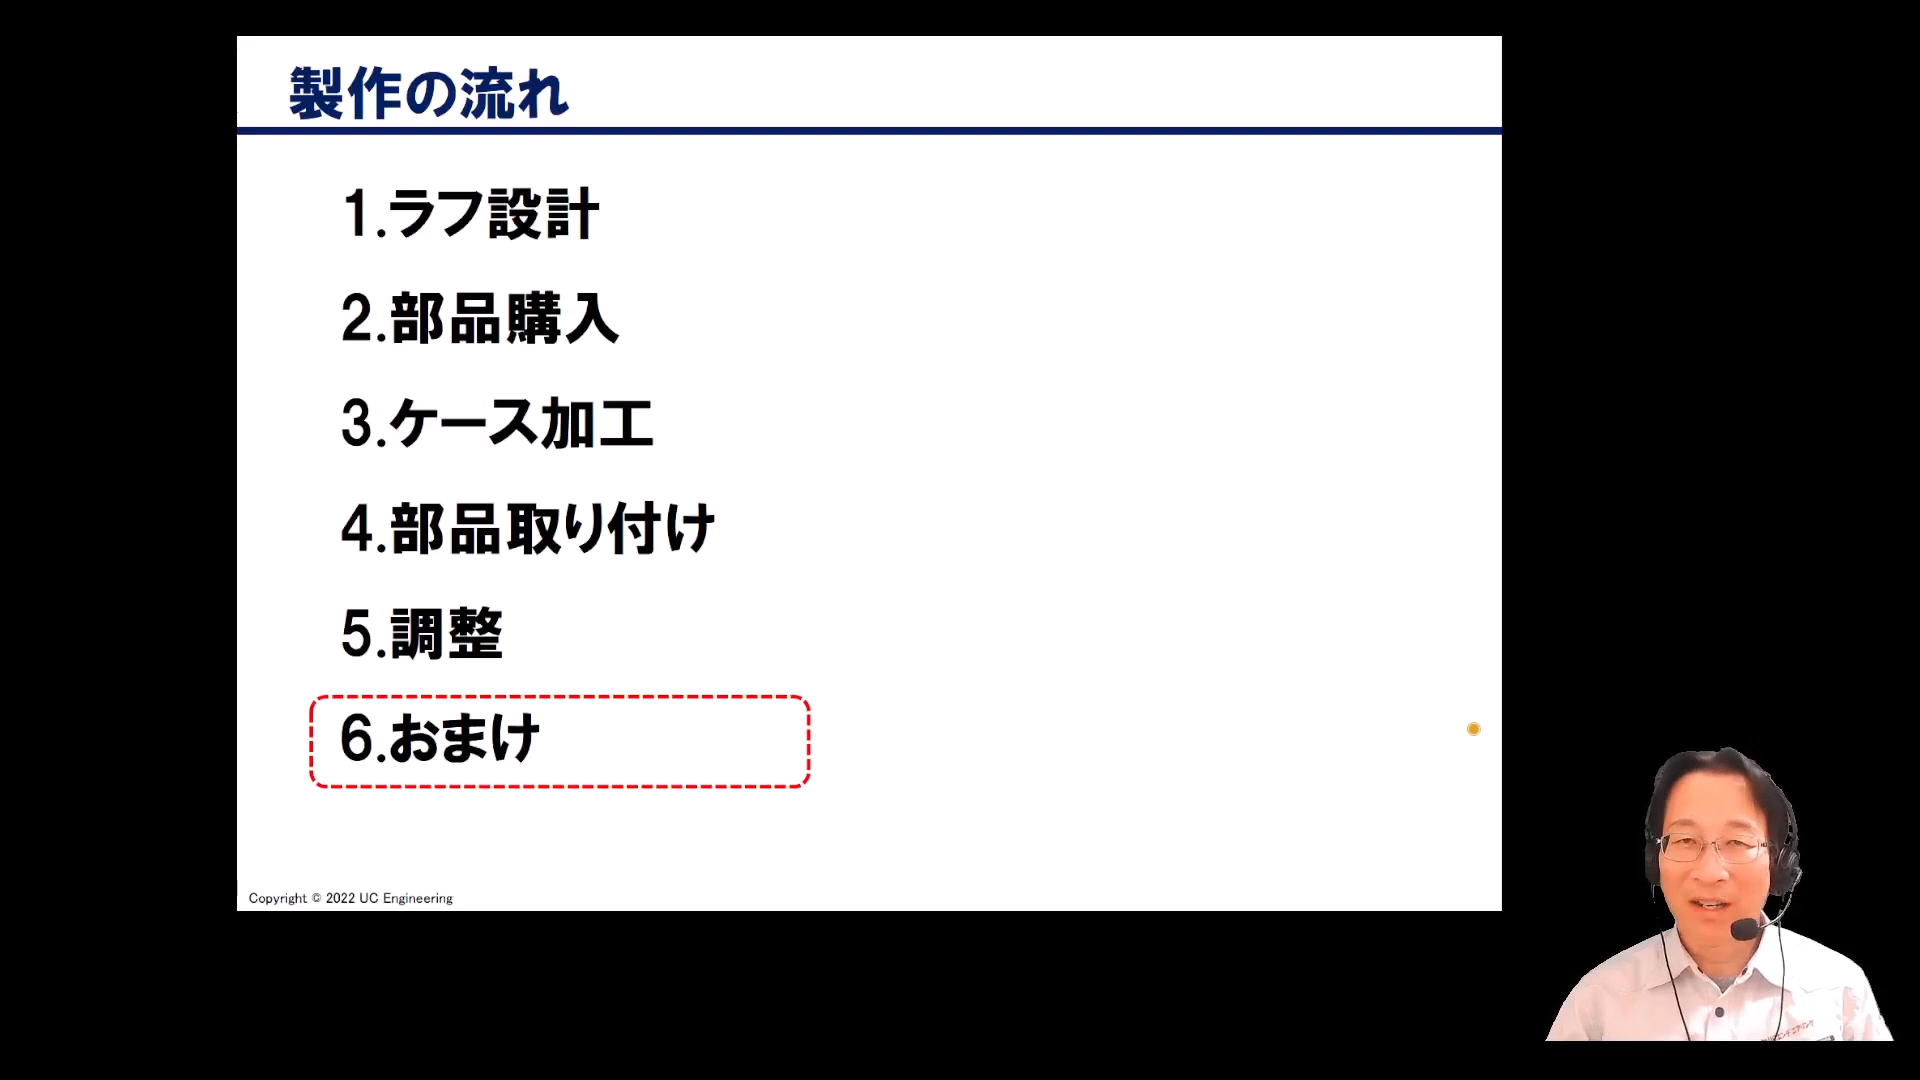 製作の流れ
1.ラフ設計
2.部品購入
3.ケース加工
4.部品取り付け
5.調整
6.おまけ
Copyright © 2022 UC Engineering